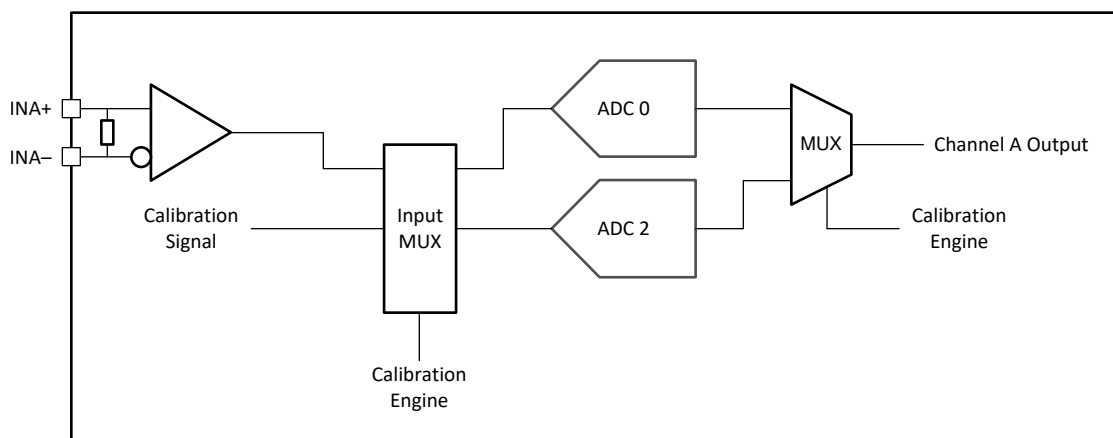 INA+
INA–
ADC 0
MUX
Channel A Output
Calibration
Signal
Input
MUX
ADC 2
Calibration
Engine
Calibration
Engine